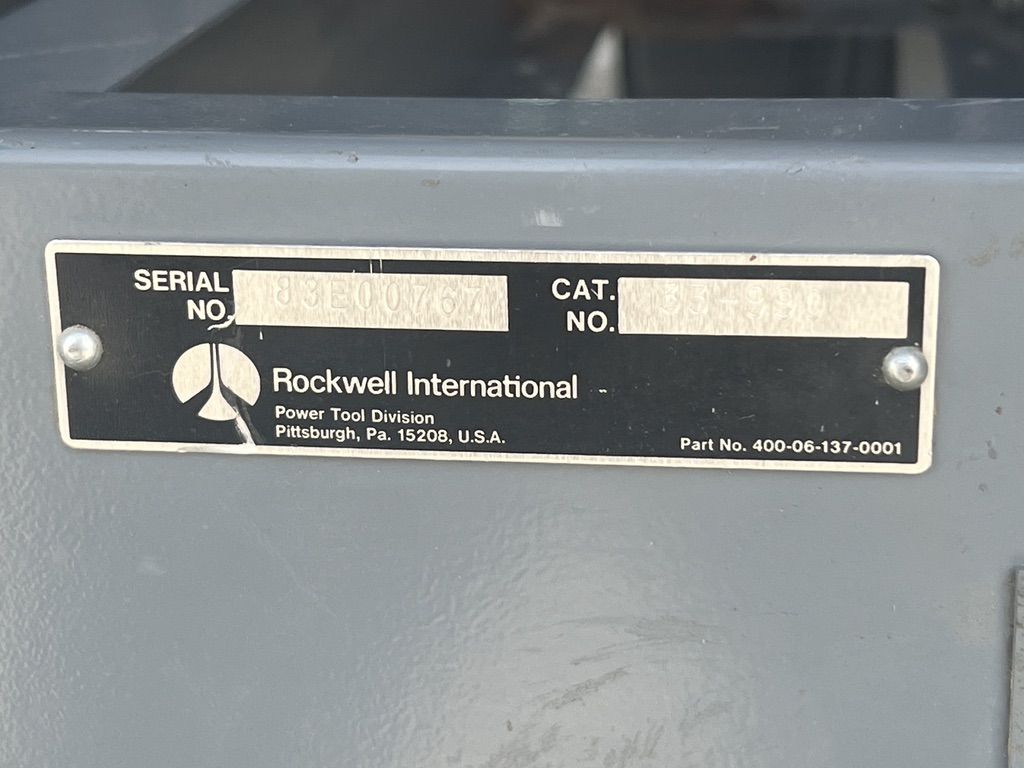 SERIAL NO. 83E00767
CAT. NO.
Rockwell International
Power Tool Division
Pittsburgh, Pa. 15208, U.S.A.
Part No. 400-06-137-0001